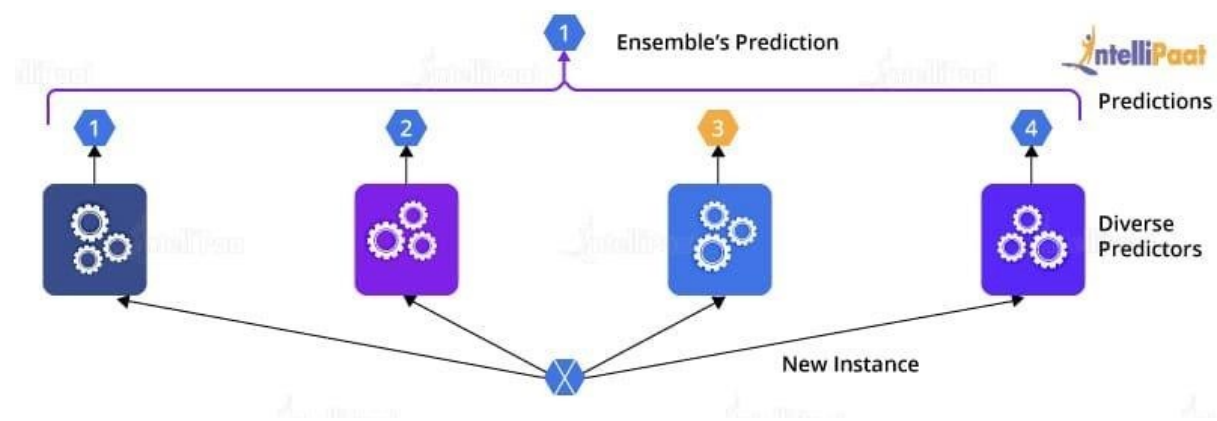 1
Ensemble's Prediction
IntelliPaat
Predictions
1
2
3
4
Diverse
Predictors
New Instance
X